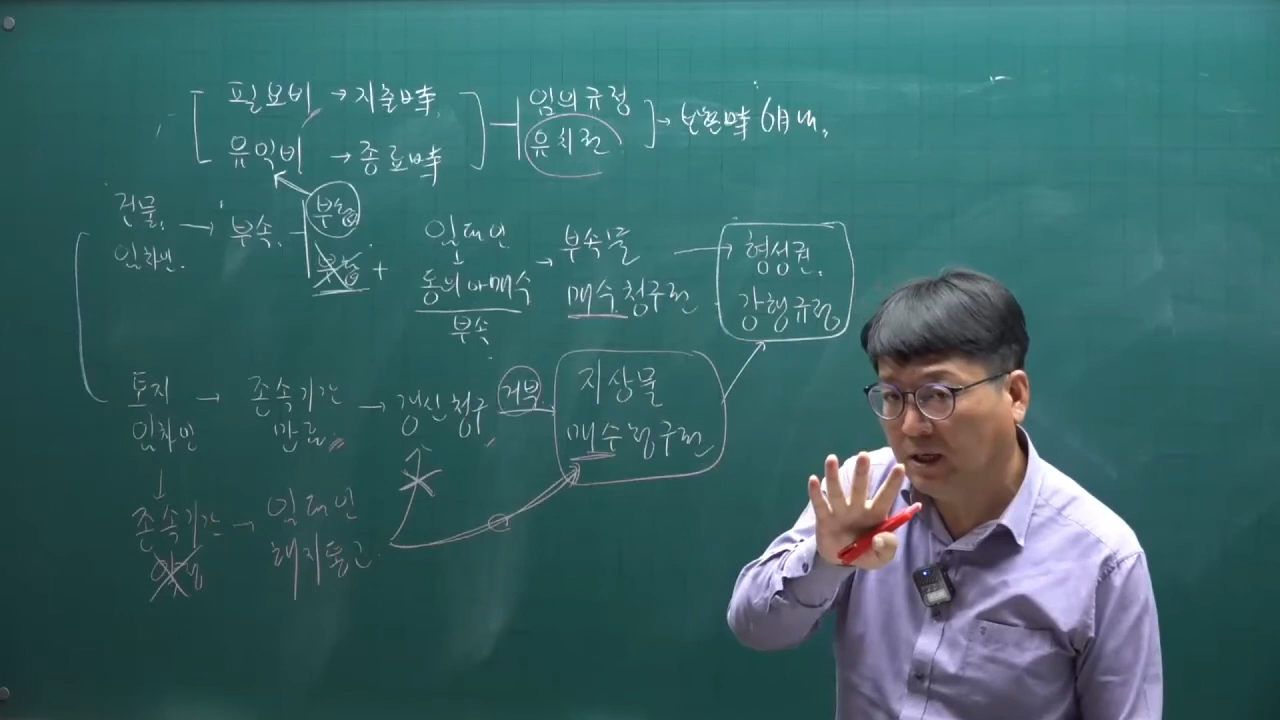 필요비 → 지출時
유익비 → 종료時
임의규정
유치권
→ 반환時 6月내.
건물
임차인.
→ 부속
부합
+
임대인
↓
동의 or 매수
부속
→ 부속물
매수청구권
형성권.
강행규정
토지
임차인
→ 존속기간
만료.
→ 갱신청구
거부
지상물
매수청구권
↓
존속기간
→ 임대인
해지통고